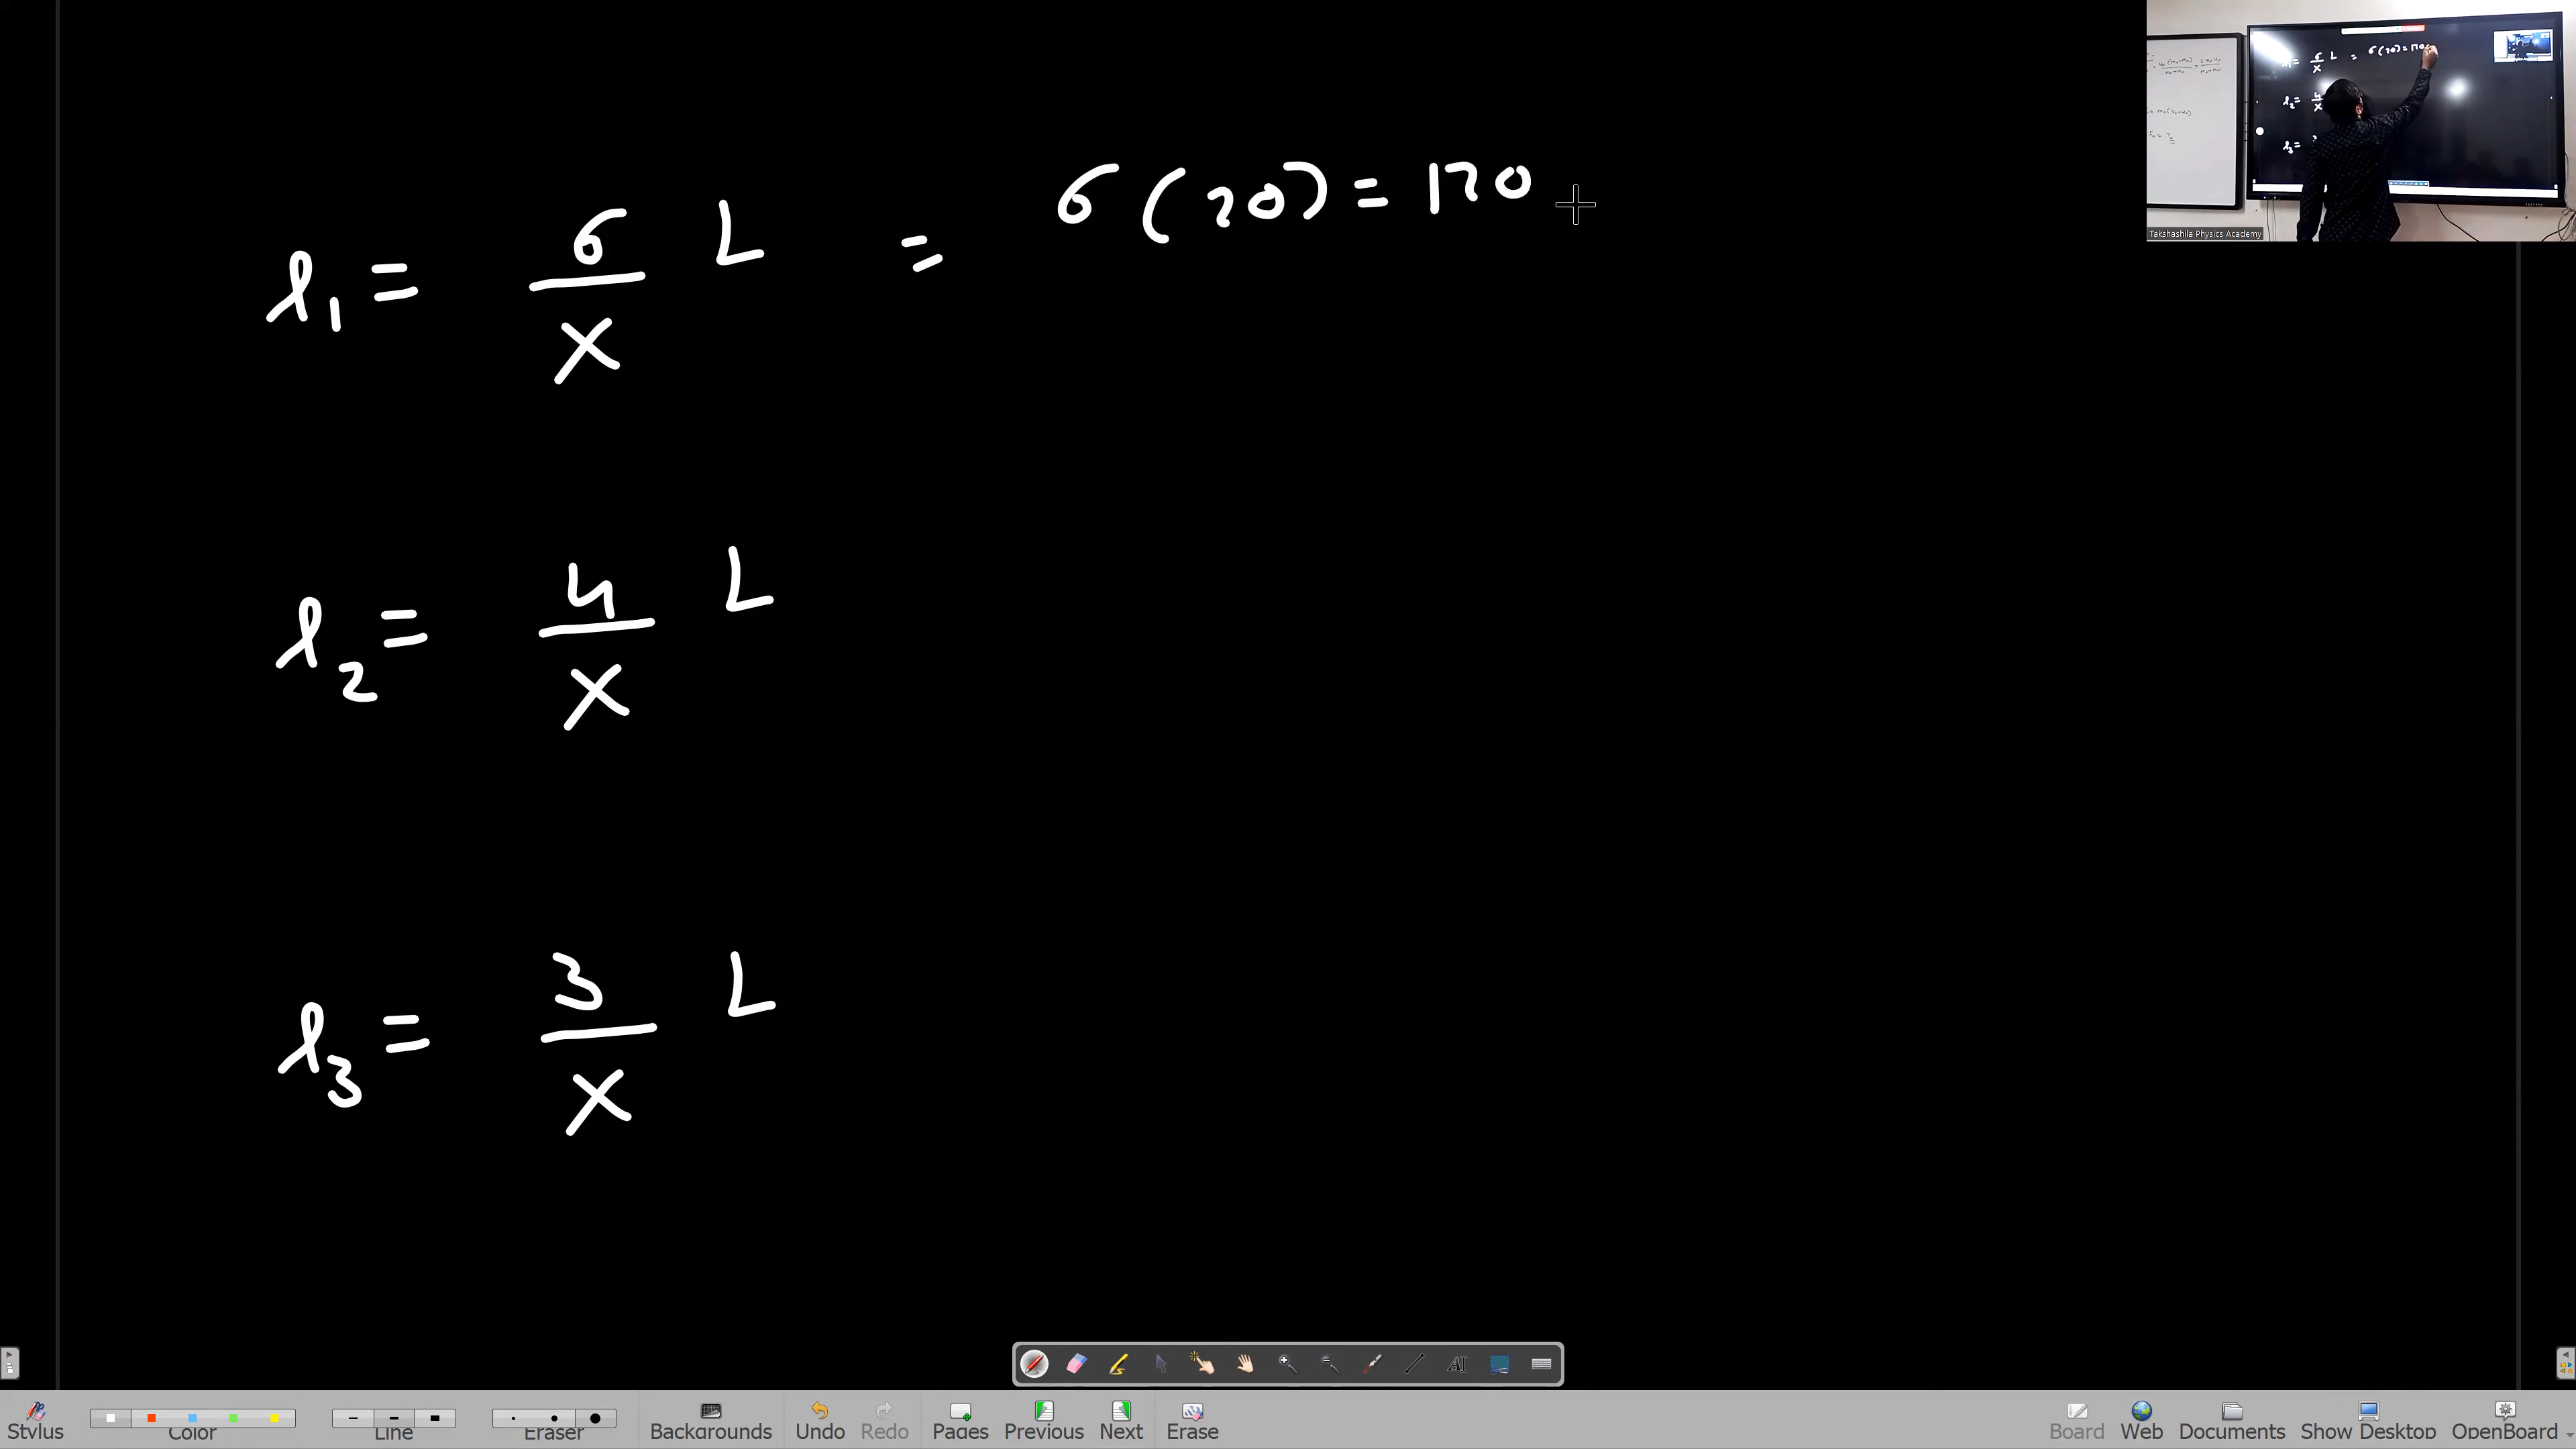 l₁ = 6/x L = 6(20) = 120
l₂ = 4/x L
l₃ = 3/x L
Takshashila Physics Academy
Stylus Color Line Eraser Backgrounds Undo Redo Pages Previous Next Erase Board Web Documents Show Desktop OpenBoard